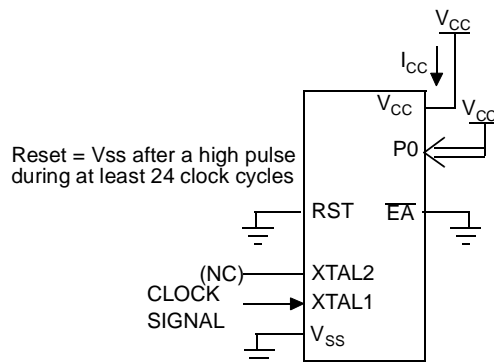 VCC
ICC
VCC
VCC
P0
Reset = Vss after a high pulse
during at least 24 clock cycles
RST
EA
(NC)
XTAL2
CLOCK
XTAL1
SIGNAL
VSS